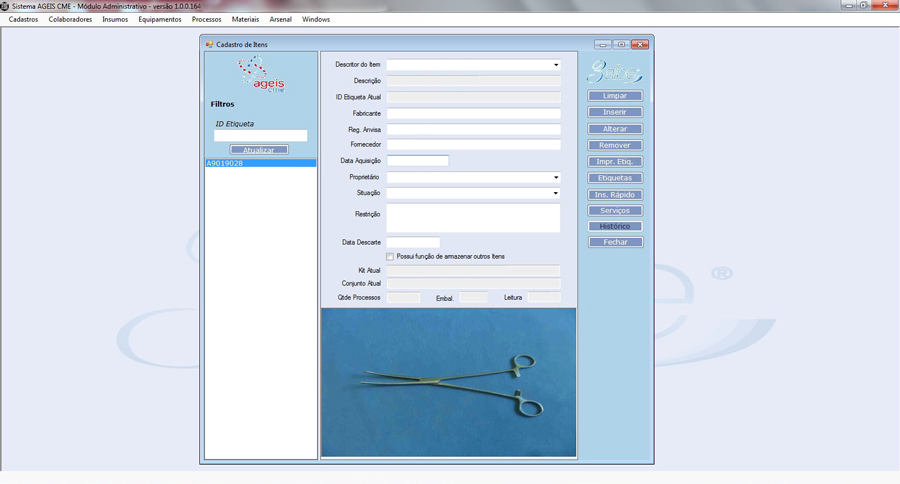 Sistema AGEIS CME - Módulo Administrativo - versão 1.0.0.164
Cadastros Colaboradores Insumos Equipamentos Processos Materiais Arsenal Windows
Cadastro de Itens
ageis
CME
Filtros
ID Etiqueta
Atualizar
A9019028
Descritor do Item
Descrição
ID Etiqueta Atual
Fabricante
Reg. Anvisa
Fornecedor
Data Aquisição
Proprietário
Situação
Restrição
Data Descarte
Possui função de armazenar outros Itens
Kit Atual
Conjunto Atual
Qtde Processos Embal. Leitura
Limpar
Inserir
Alterar
Remover
Impr. Etiq.
Etiquetas
Ins. Rápido
Serviços
Histórico
Fechar
®